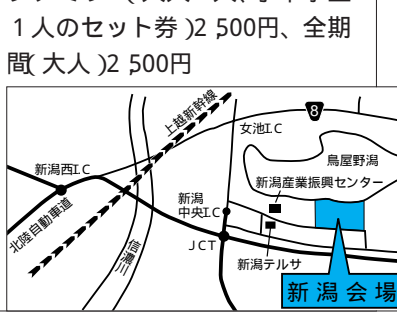 １人のセット券）2,500円、全期
間（大人）2,500円
上越新幹線
8
女池I.C
鳥屋野潟
新潟西I.C
新潟産業振興センター
新潟
中央I.C
北陸自動車道
信濃川
JCT
新潟テルサ
新潟会場